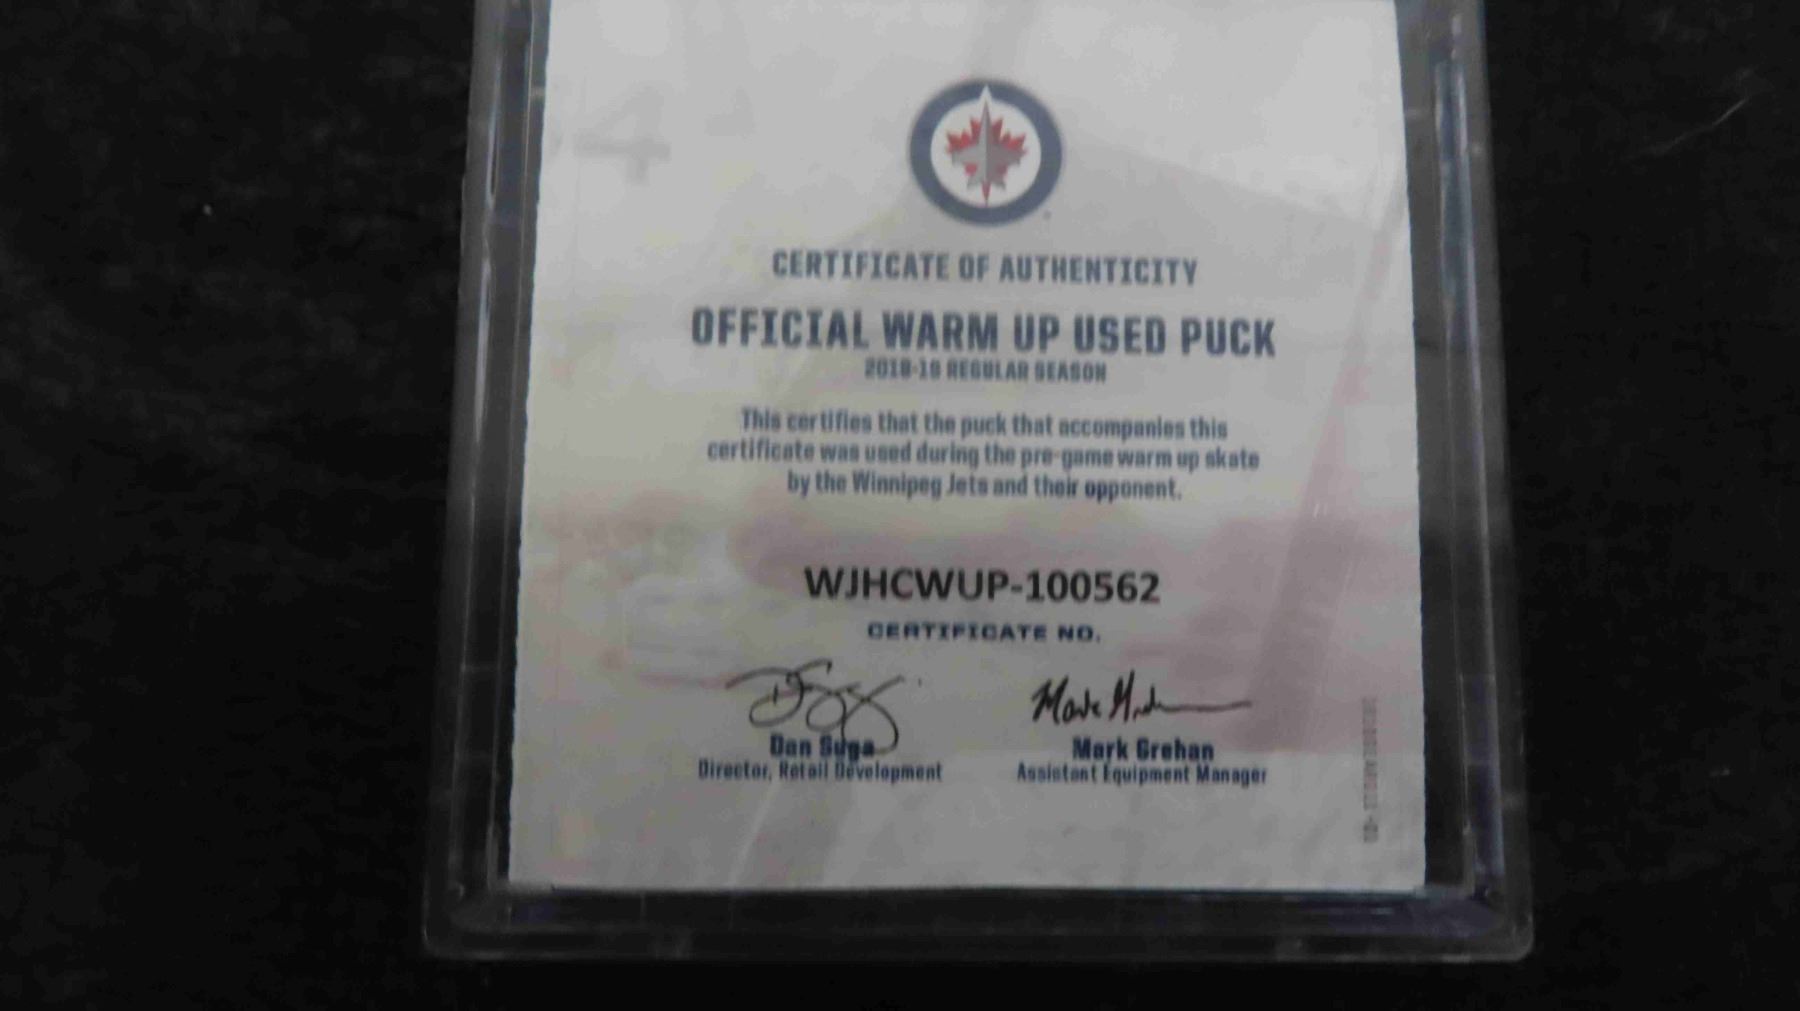 CERTIFICATE OF AUTHENTICITY
OFFICIAL WARM UP USED PUCK
2018-19 REGULAR SEASON
This certifies that the puck that accompanies this
certificate was used during the pre-game warm up skate
by the Winnipeg Jets and their opponent.
WJHCWUP-100562
CERTIFICATE NO.
Dan Suga
Director, Retail Development
Mark Grehan
Assistant Equipment Manager